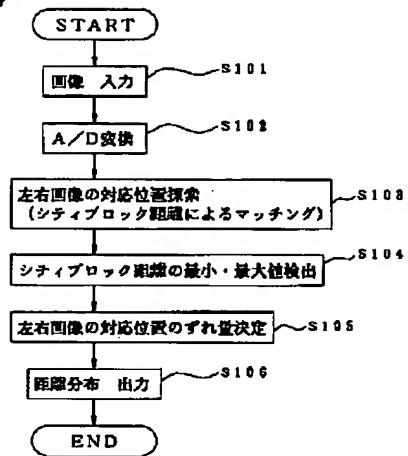 START
画像 入力
S101
A/D変換
S102
左右画像の対応位置探索
(シティブロック距離によるマッチング)
S103
シティブロック距離の最小・最大値検出
S104
左右画像の対応位置のずれ量決定
S105
距離分布 出力
S106
END